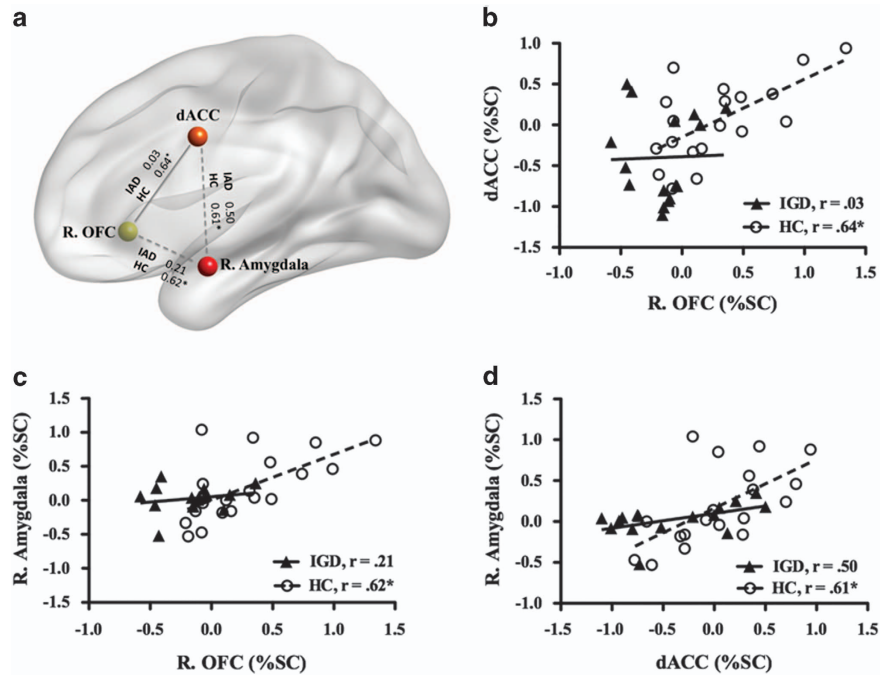 a
dACC
IAD 0.03
HC 0.64*
IAD 0.50
HC 0.61*
R. OFC
IAD 0.21
HC 0.62*
R. Amygdala
b
dACC (%SC)
1.0
0.5
0.0
-0.5
-1.0
-1.5
IGD, r = .03
HC, r = .64*
-1.0 -0.5 0.0 0.5 1.0 1.5
R. OFC (%SC)
c
R. Amygdala (%SC)
1.5
1.0
0.5
0.0
-0.5
-1.0
-1.5
IGD, r = .21
HC, r = .62*
-1.0 -0.5 0.0 0.5 1.0 1.5
R. OFC (%SC)
d
R. Amygdala (%SC)
1.5
1.0
0.5
0.0
-0.5
-1.0
IGD, r = .50
HC, r = .61*
-1.5 -1.0 -0.5 0.0 0.5 1.0 1.5
dACC (%SC)